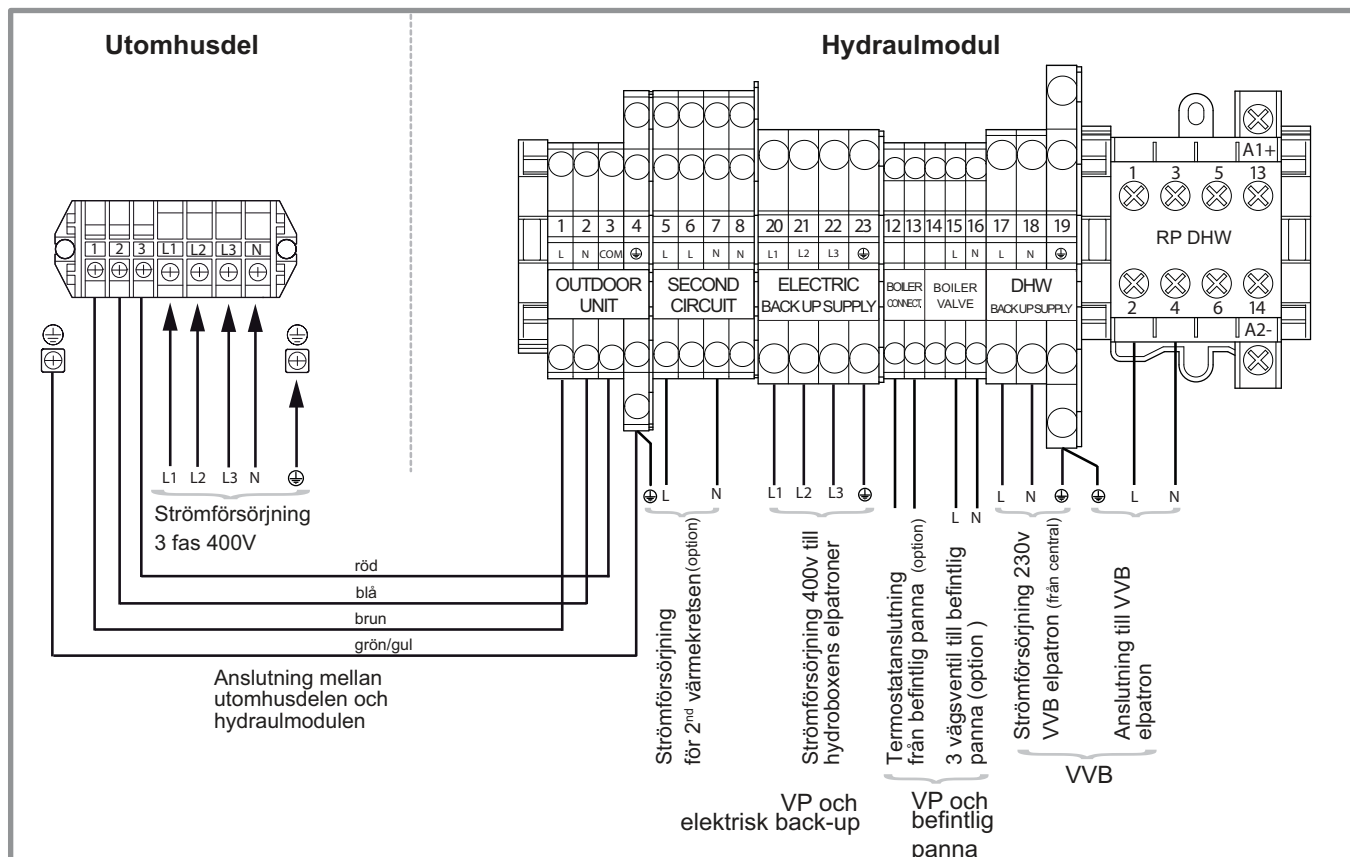 Utomhusdel
Hydraulmodul
1 2 3 L1 L2 L3 N
L1 L2 L3 N
Strömförsörjning
3 fas 400V
röd
blå
brun
grön/gul
Anslutning mellan
utomhusdelen och
hydraulmodulen
1 2 3 4 5 6 7 8 20 21 22 23 12 13 14 15 16 17 18 19
L N COM L L N N L1 L2 L3 L N L N
OUTDOOR
UNIT
SECOND
CIRCUIT
ELECTRIC
BACK UP SUPPLY
BOILER
CONNECT.
BOILER
VALVE
DHW
BACK UP SUPPLY
A1+
1 3 5 13
RP DHW
2 4 6 14
A2-
L N
L1 L2 L3
L N
L N
L N
Strömförsörjning
för 2nd värmekretsen (option)
Strömförsörjning 400v till
hydroboxens elpatroner
Termostatanslutning
från befintlig panna (option)
3 vägsventil till befintlig
panna (option )
Strömförsörjning 230v
VVB elpatron (från central)
Anslutning till VVB
elpatron
VP och
elektrisk back-up
VP och
befintlig
panna
VVB